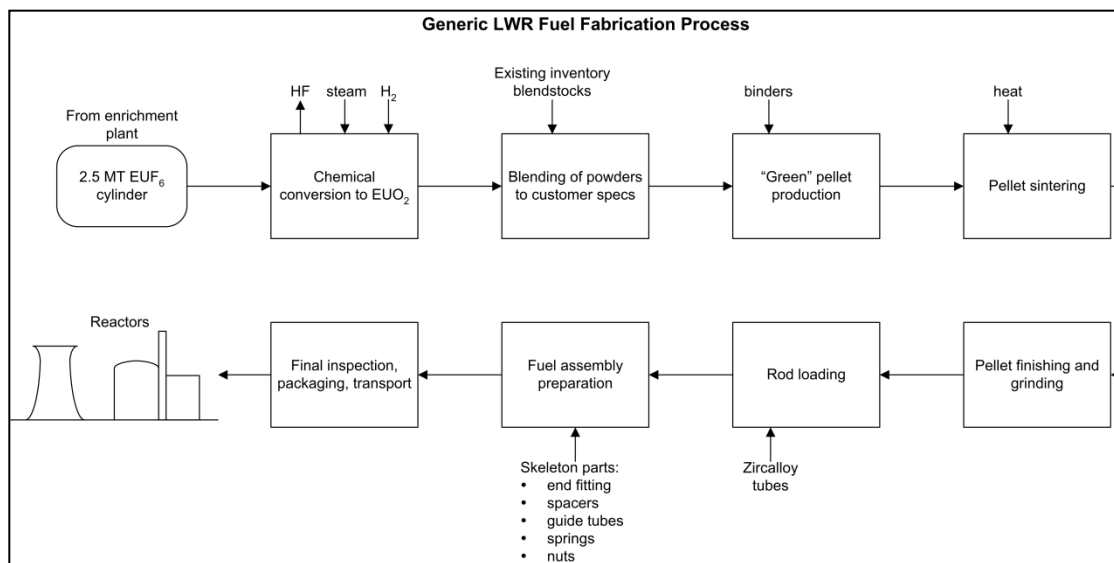 Generic LWR Fuel Fabrication Process
From enrichment
plant
2.5 MT EUF₆
cylinder
HF
steam
H₂
Chemical
conversion to EUO₂
Existing inventory
blendstocks
Blending of powders
to customer specs
binders
“Green” pellet
production
heat
Pellet sintering
Reactors
Final inspection,
packaging, transport
Fuel assembly
preparation
Rod loading
Pellet finishing and
grinding
Skeleton parts:
• end fitting
• spacers
• guide tubes
• springs
• nuts
Zircalloy
tubes